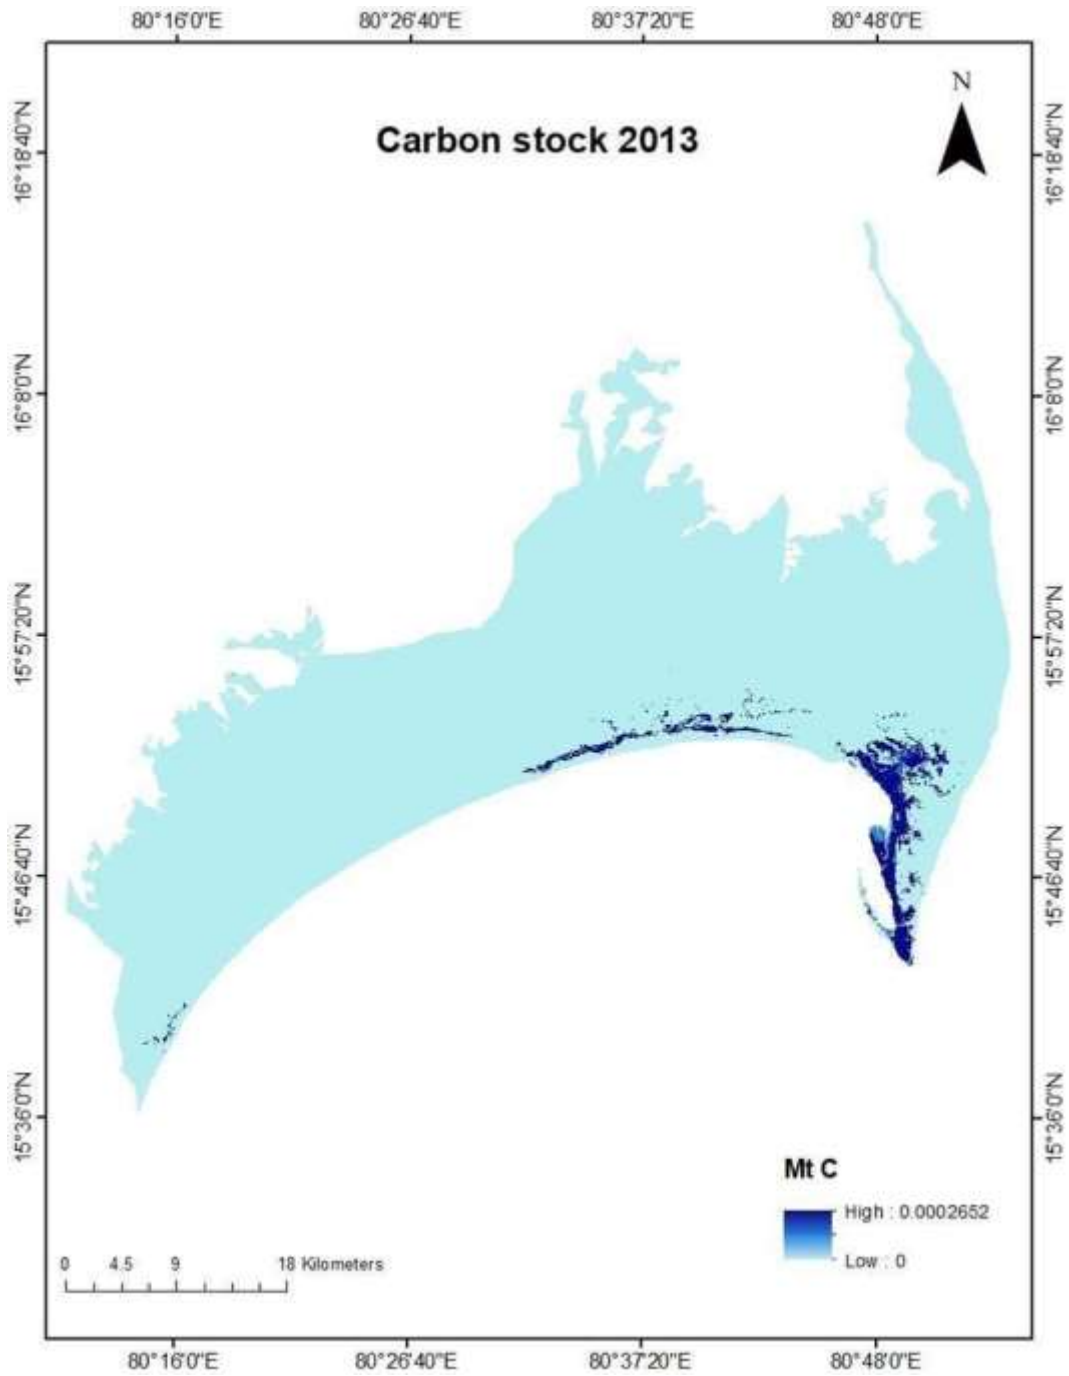 80°16'0"E 80°26'40"E 80°37'20"E 80°48'0"E
N
Carbon stock 2013
16°18'40"N 16°18'40"N
16°8'0"N 16°8'0"N
15°57'20"N 15°57'20"N
15°46'40"N 15°46'40"N
15°36'0"N 15°36'0"N
Mt C
High : 0.0002652
Low : 0
0 4.5 9 18 Kilometers
80°16'0"E 80°26'40"E 80°37'20"E 80°48'0"E